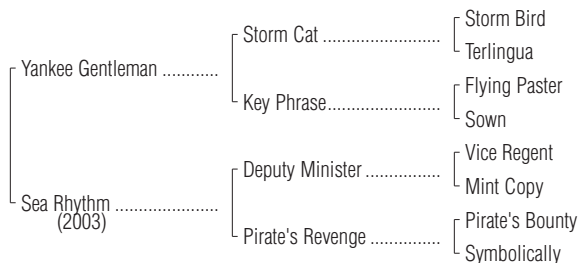 Storm Bird
Storm Cat ..............................
Terlingua
Yankee Gentleman ............
Flying Paster
Key Phrase.............................
Sown
Vice Regent
Deputy Minister ....................
Mint Copy
Sea Rhythm ......................
(2003)
Pirate's Bounty
Pirate's Revenge ..................
Symbolically